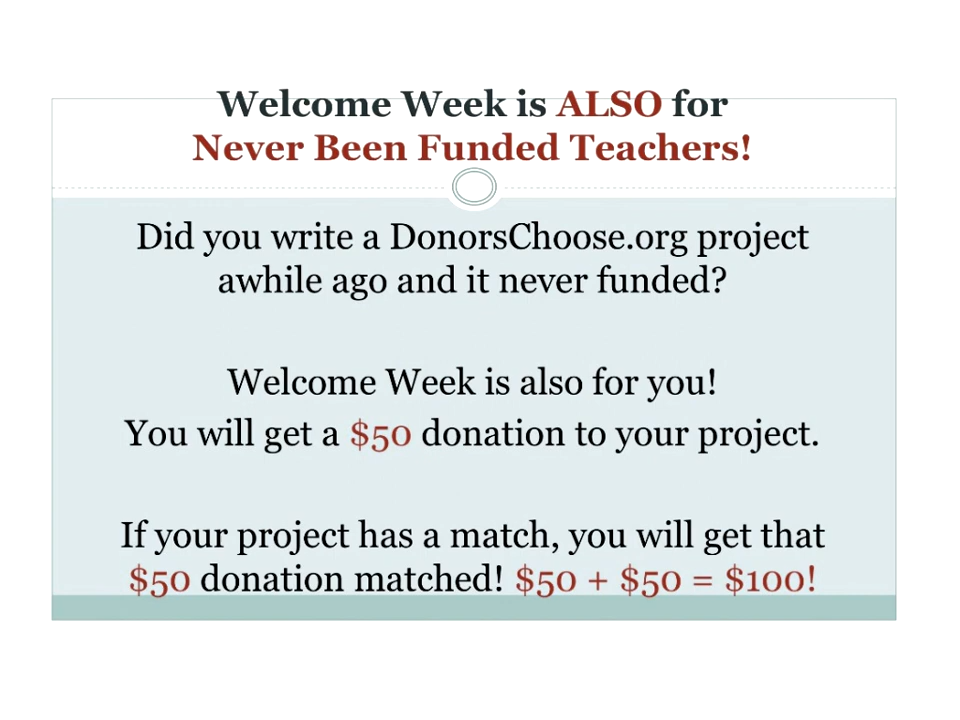 Welcome Week is ALSO for
Never Been Funded Teachers!
Did you write a DonorsChoose.org project
awhile ago and it never funded?
Welcome Week is also for you!
You will get a $50 donation to your project.
If your project has a match, you will get that
$50 donation matched! $50 + $50 = $100!